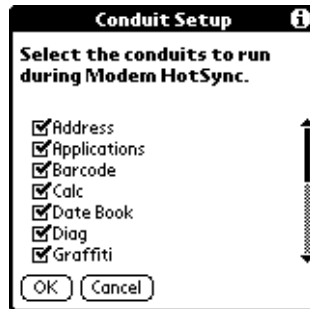 Conduit Setup
Select the conduits to run
during Modem HotSync.
Address
Applications
Barcode
Calc
Date Book
Diag
Graffiti
OK Cancel